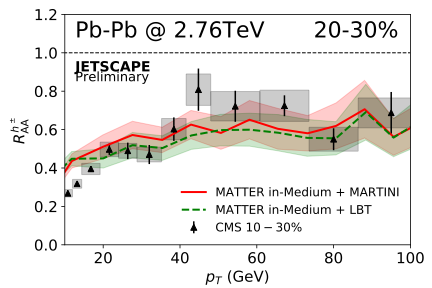 Pb-Pb @ 2.76TeV 20-30%
JETSCAPE
Preliminary
R_AA^{h^±}
1.2
1.0
0.8
0.6
0.4
0.2
0.0
MATTER in-Medium + MARTINI
MATTER in-Medium + LBT
CMS 10 − 30%
20 40 60 80 100
p_T (GeV)